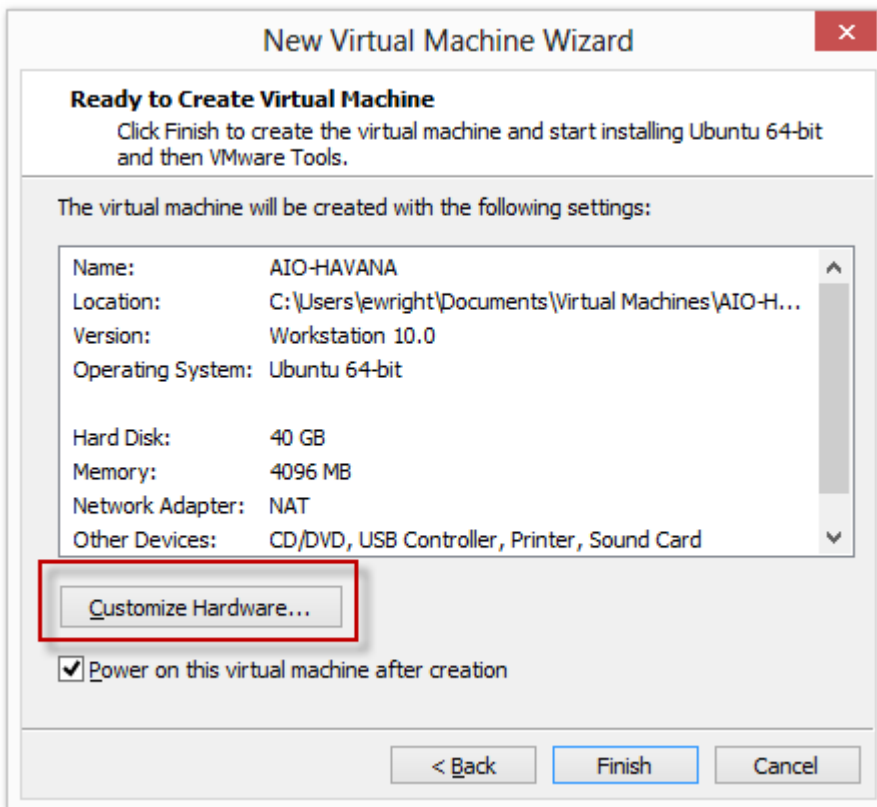 New Virtual Machine Wizard
Ready to Create Virtual Machine
Click Finish to create the virtual machine and start installing Ubuntu 64-bit
and then VMware Tools.
The virtual machine will be created with the following settings:
Name: AIO-HAVANA
Location: C:\Users\ewright\Documents\Virtual Machines\AIO-H...
Version: Workstation 10.0
Operating System: Ubuntu 64-bit
Hard Disk: 40 GB
Memory: 4096 MB
Network Adapter: NAT
Other Devices: CD/DVD, USB Controller, Printer, Sound Card
Customize Hardware...
Power on this virtual machine after creation
< Back Finish Cancel